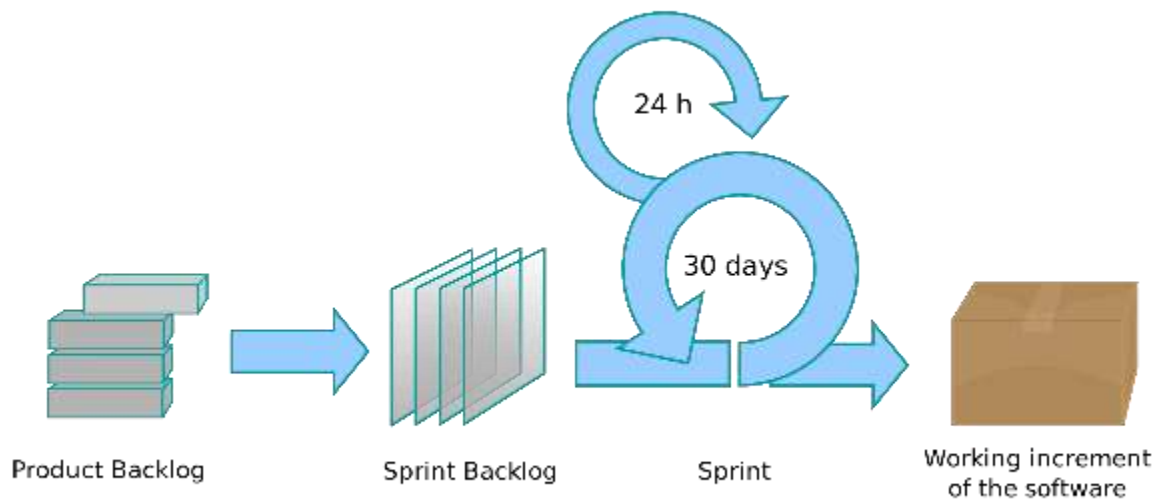 24 h
30 days
Product Backlog
Sprint Backlog
Sprint
Working increment
of the software